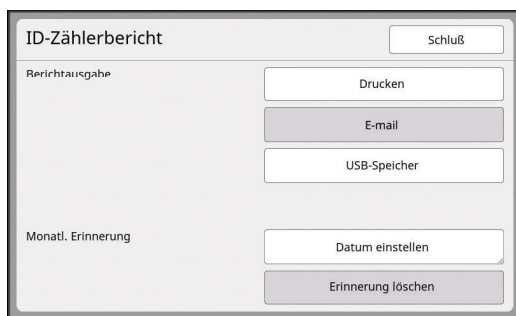 ID-Zählerbericht
Schluß
Berichtausgabe
Drucken
E-mail
USB-Speicher
Monatl. Erinnerung
Datum einstellen
Erinnerung löschen